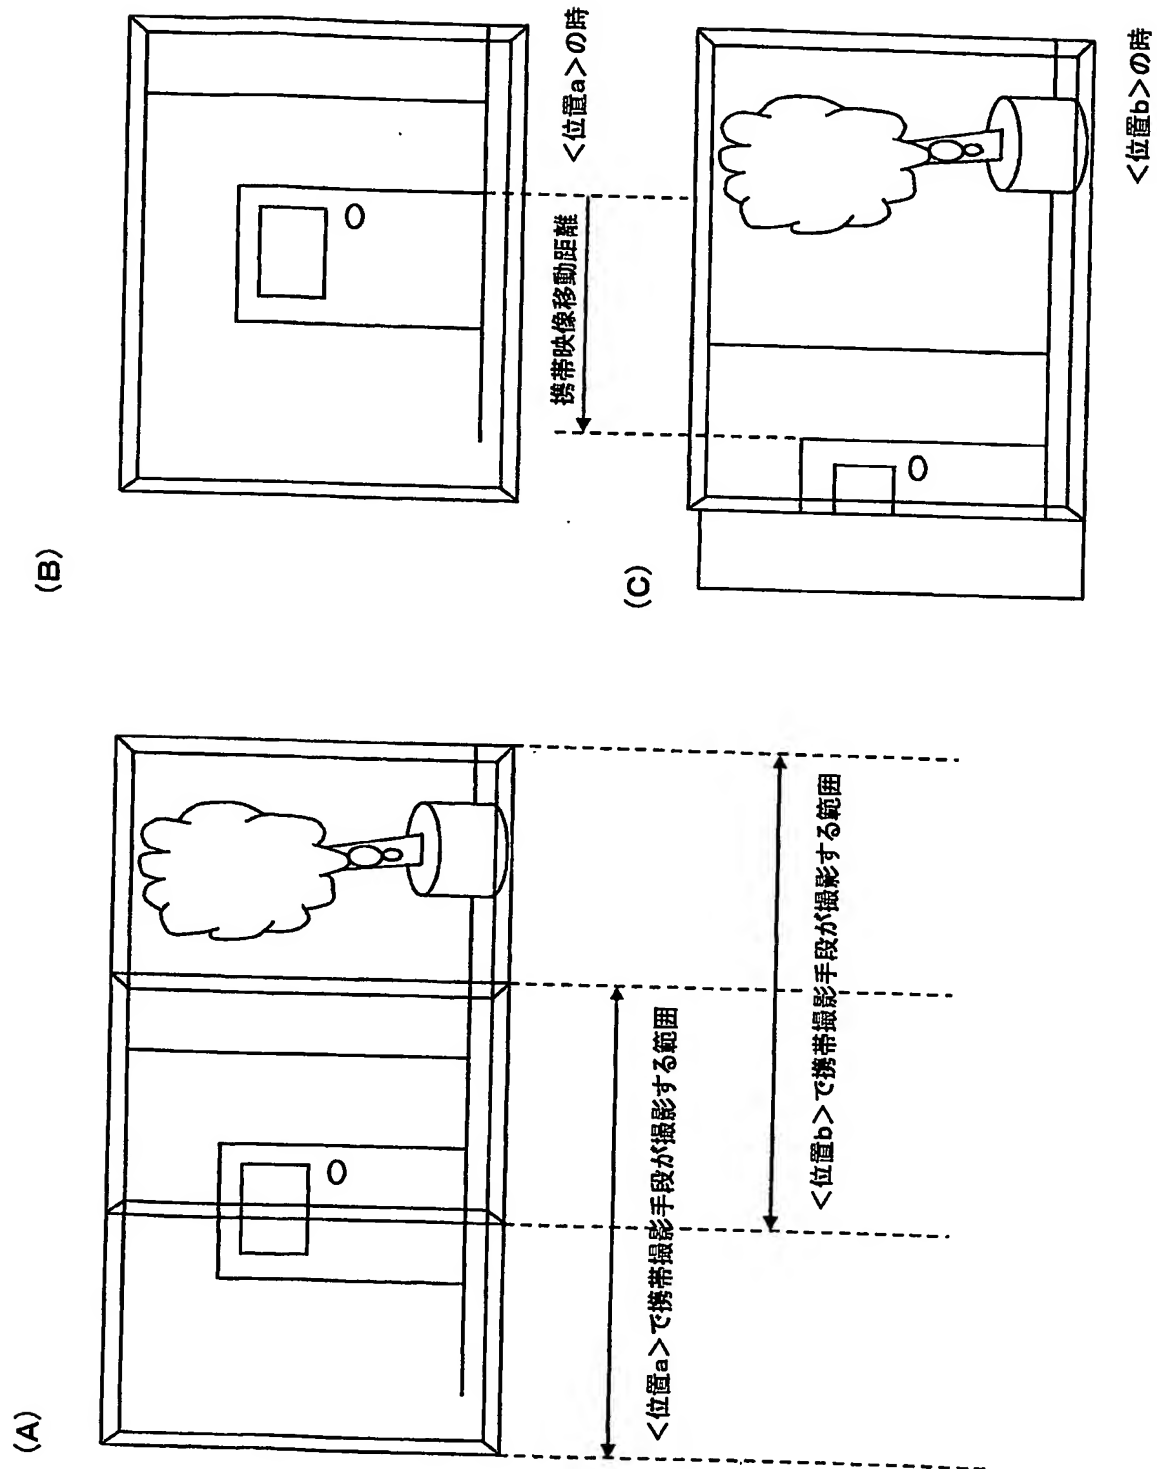 (A)
<位置a>で携帯撮影手段が撮影する範囲
<位置b>で携帯撮影手段が撮影する範囲
(B)
<位置a>の時
携帯映像移動距離
(C)
<位置b>の時